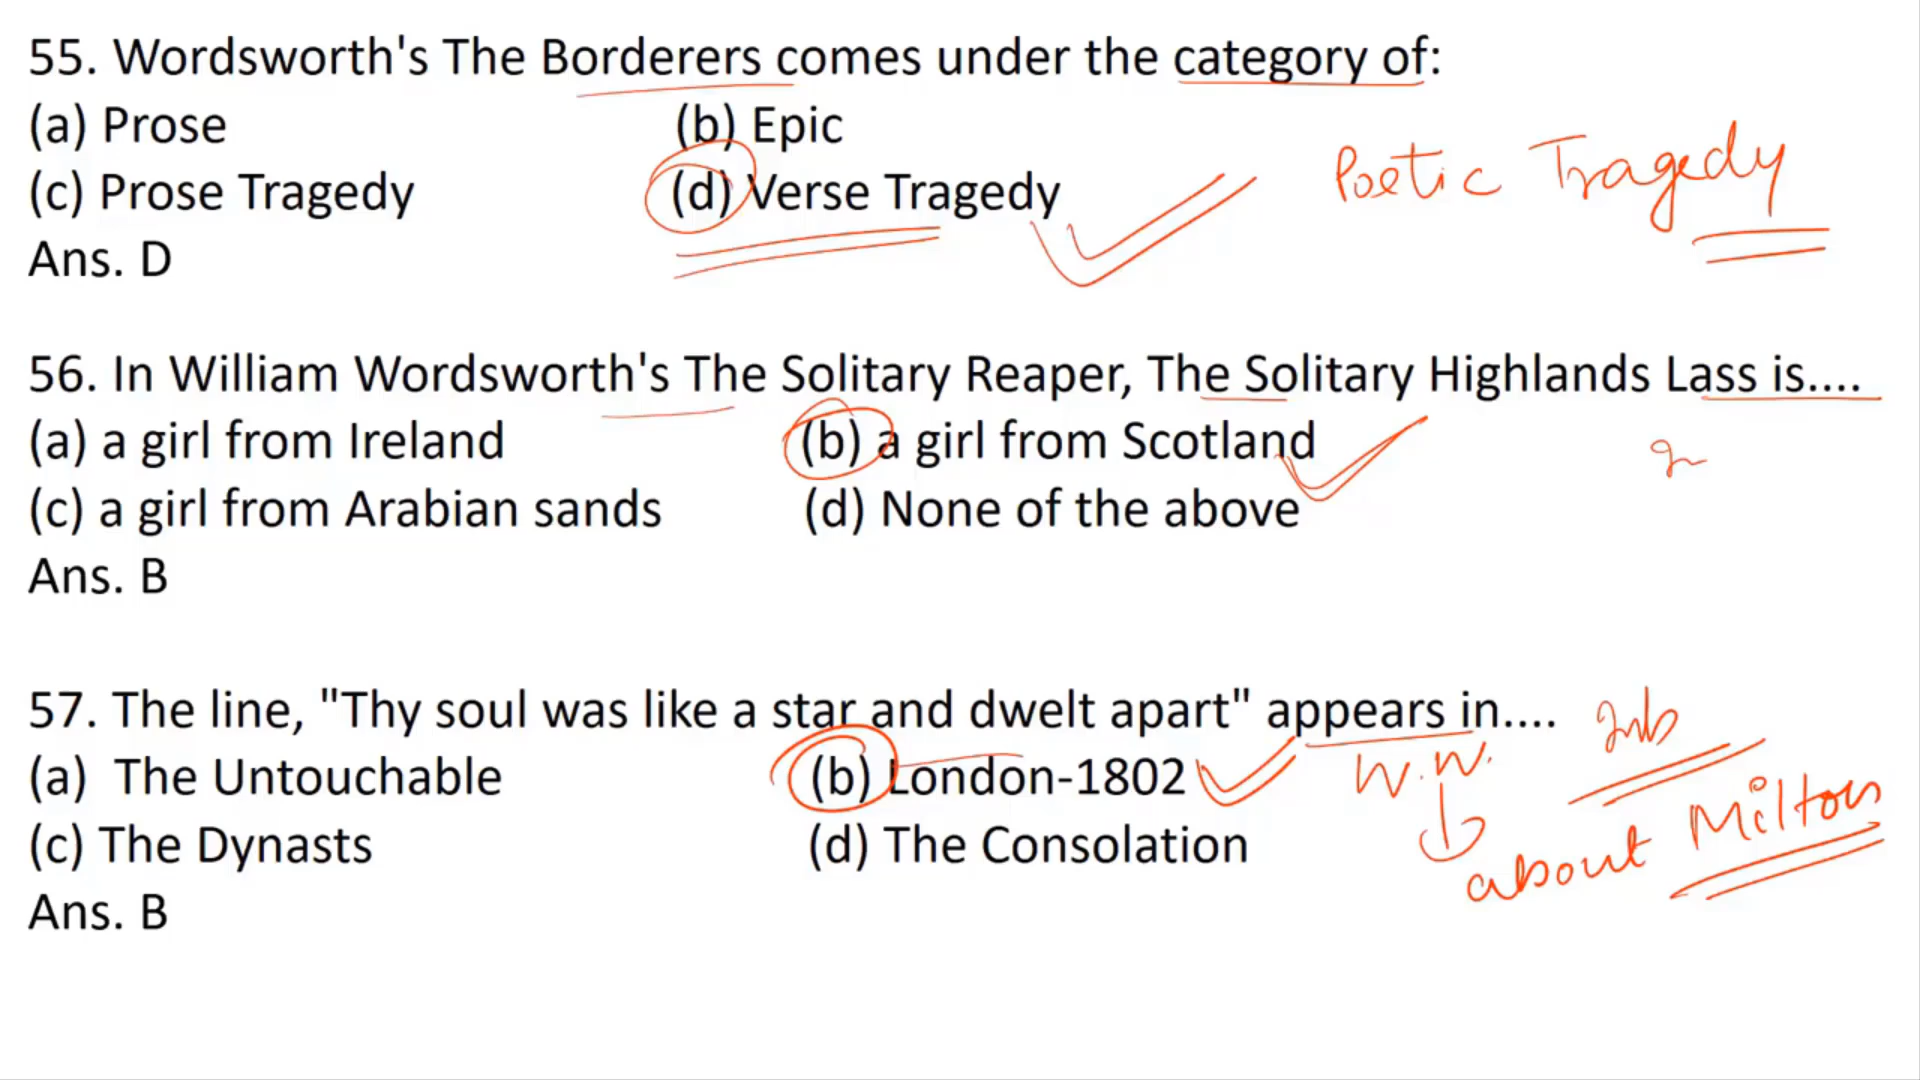 55. Wordsworth's The Borderers comes under the category of:
(a) Prose (b) Epic
(c) Prose Tragedy (d) Verse Tragedy
Poetic Tragedy
Ans. D
56. In William Wordsworth's The Solitary Reaper, The Solitary Highlands Lass is....
(a) a girl from Ireland (b) a girl from Scotland
(c) a girl from Arabian sands (d) None of the above
Ans. B
57. The line, "Thy soul was like a star and dwelt apart" appears in....
(a) The Untouchable (b) London-1802 W.W.
(c) The Dynasts (d) The Consolation
about Milton
Ans. B